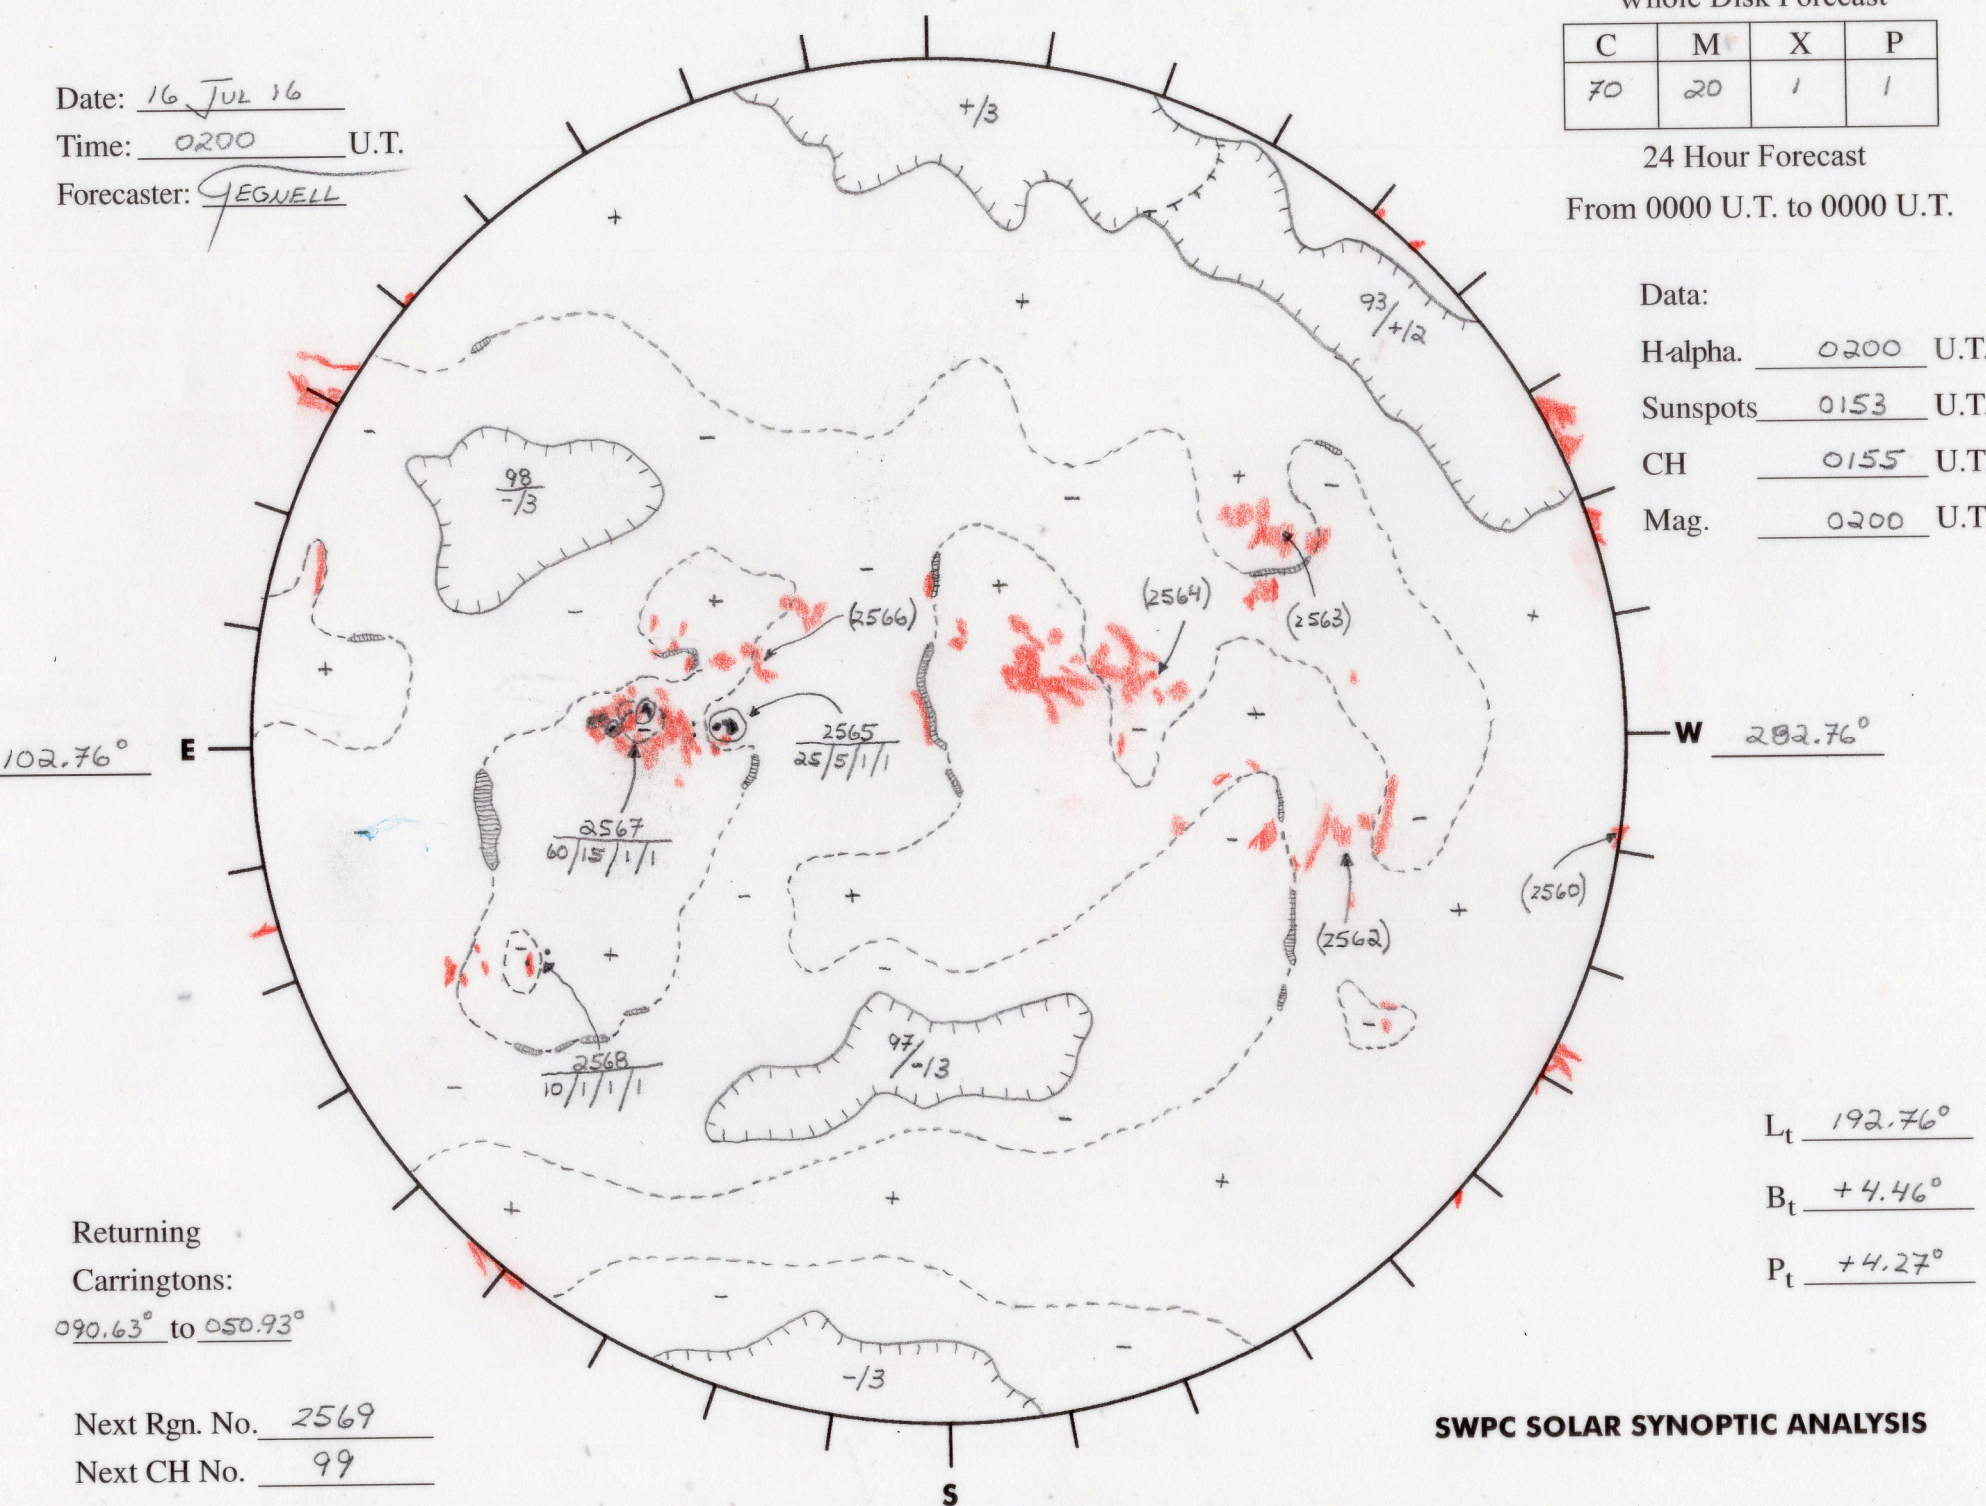 Whole Disk Forecast
C M X P
70 20 1 1
24 Hour Forecast
From 0000 U.T. to 0000 U.T.
Date: 16 JUL 16
Time: 0200 U.T.
Forecaster: GEGNELL
Data:
H-alpha. 0200 U.T.
Sunspots 0153 U.T.
CH 0155 U.T
Mag. 0200 U.T
+/3
+
+
93/+/2
-
-
98
-/3
+
-
-
-
+
-
+
(2564)
(2566)
(2563)
+
-
+
+
-
-
+
102.76° E
W 282.76°
2565
25/5/1/1
2567
60/15/1/1
-
-
-
-
+
(2560)
+
(2562)
-
+
-
-
97/-/3
2568
10/1/1/1
-
-
Lt 192.76°
Bt +4.46°
Pt +4.27°
+
+
+
Returning
Carringtons:
090.63° to 050.93°
-
-
-/3
Next Rgn. No. 2569
Next CH No. 99
SWPC SOLAR SYNOPTIC ANALYSIS
S